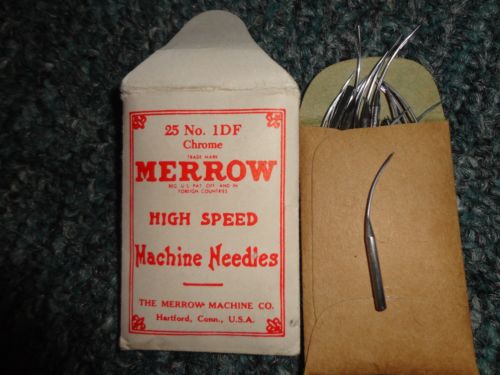 25 No. 1DF
Chrome
TRADE MARK
MERROW
REG. U.S. PAT. OFF. AND IN
FOREIGN COUNTRIES
HIGH SPEED
Machine Needles
THE MERROW MACHINE CO.
Hartford, Conn., U.S.A.